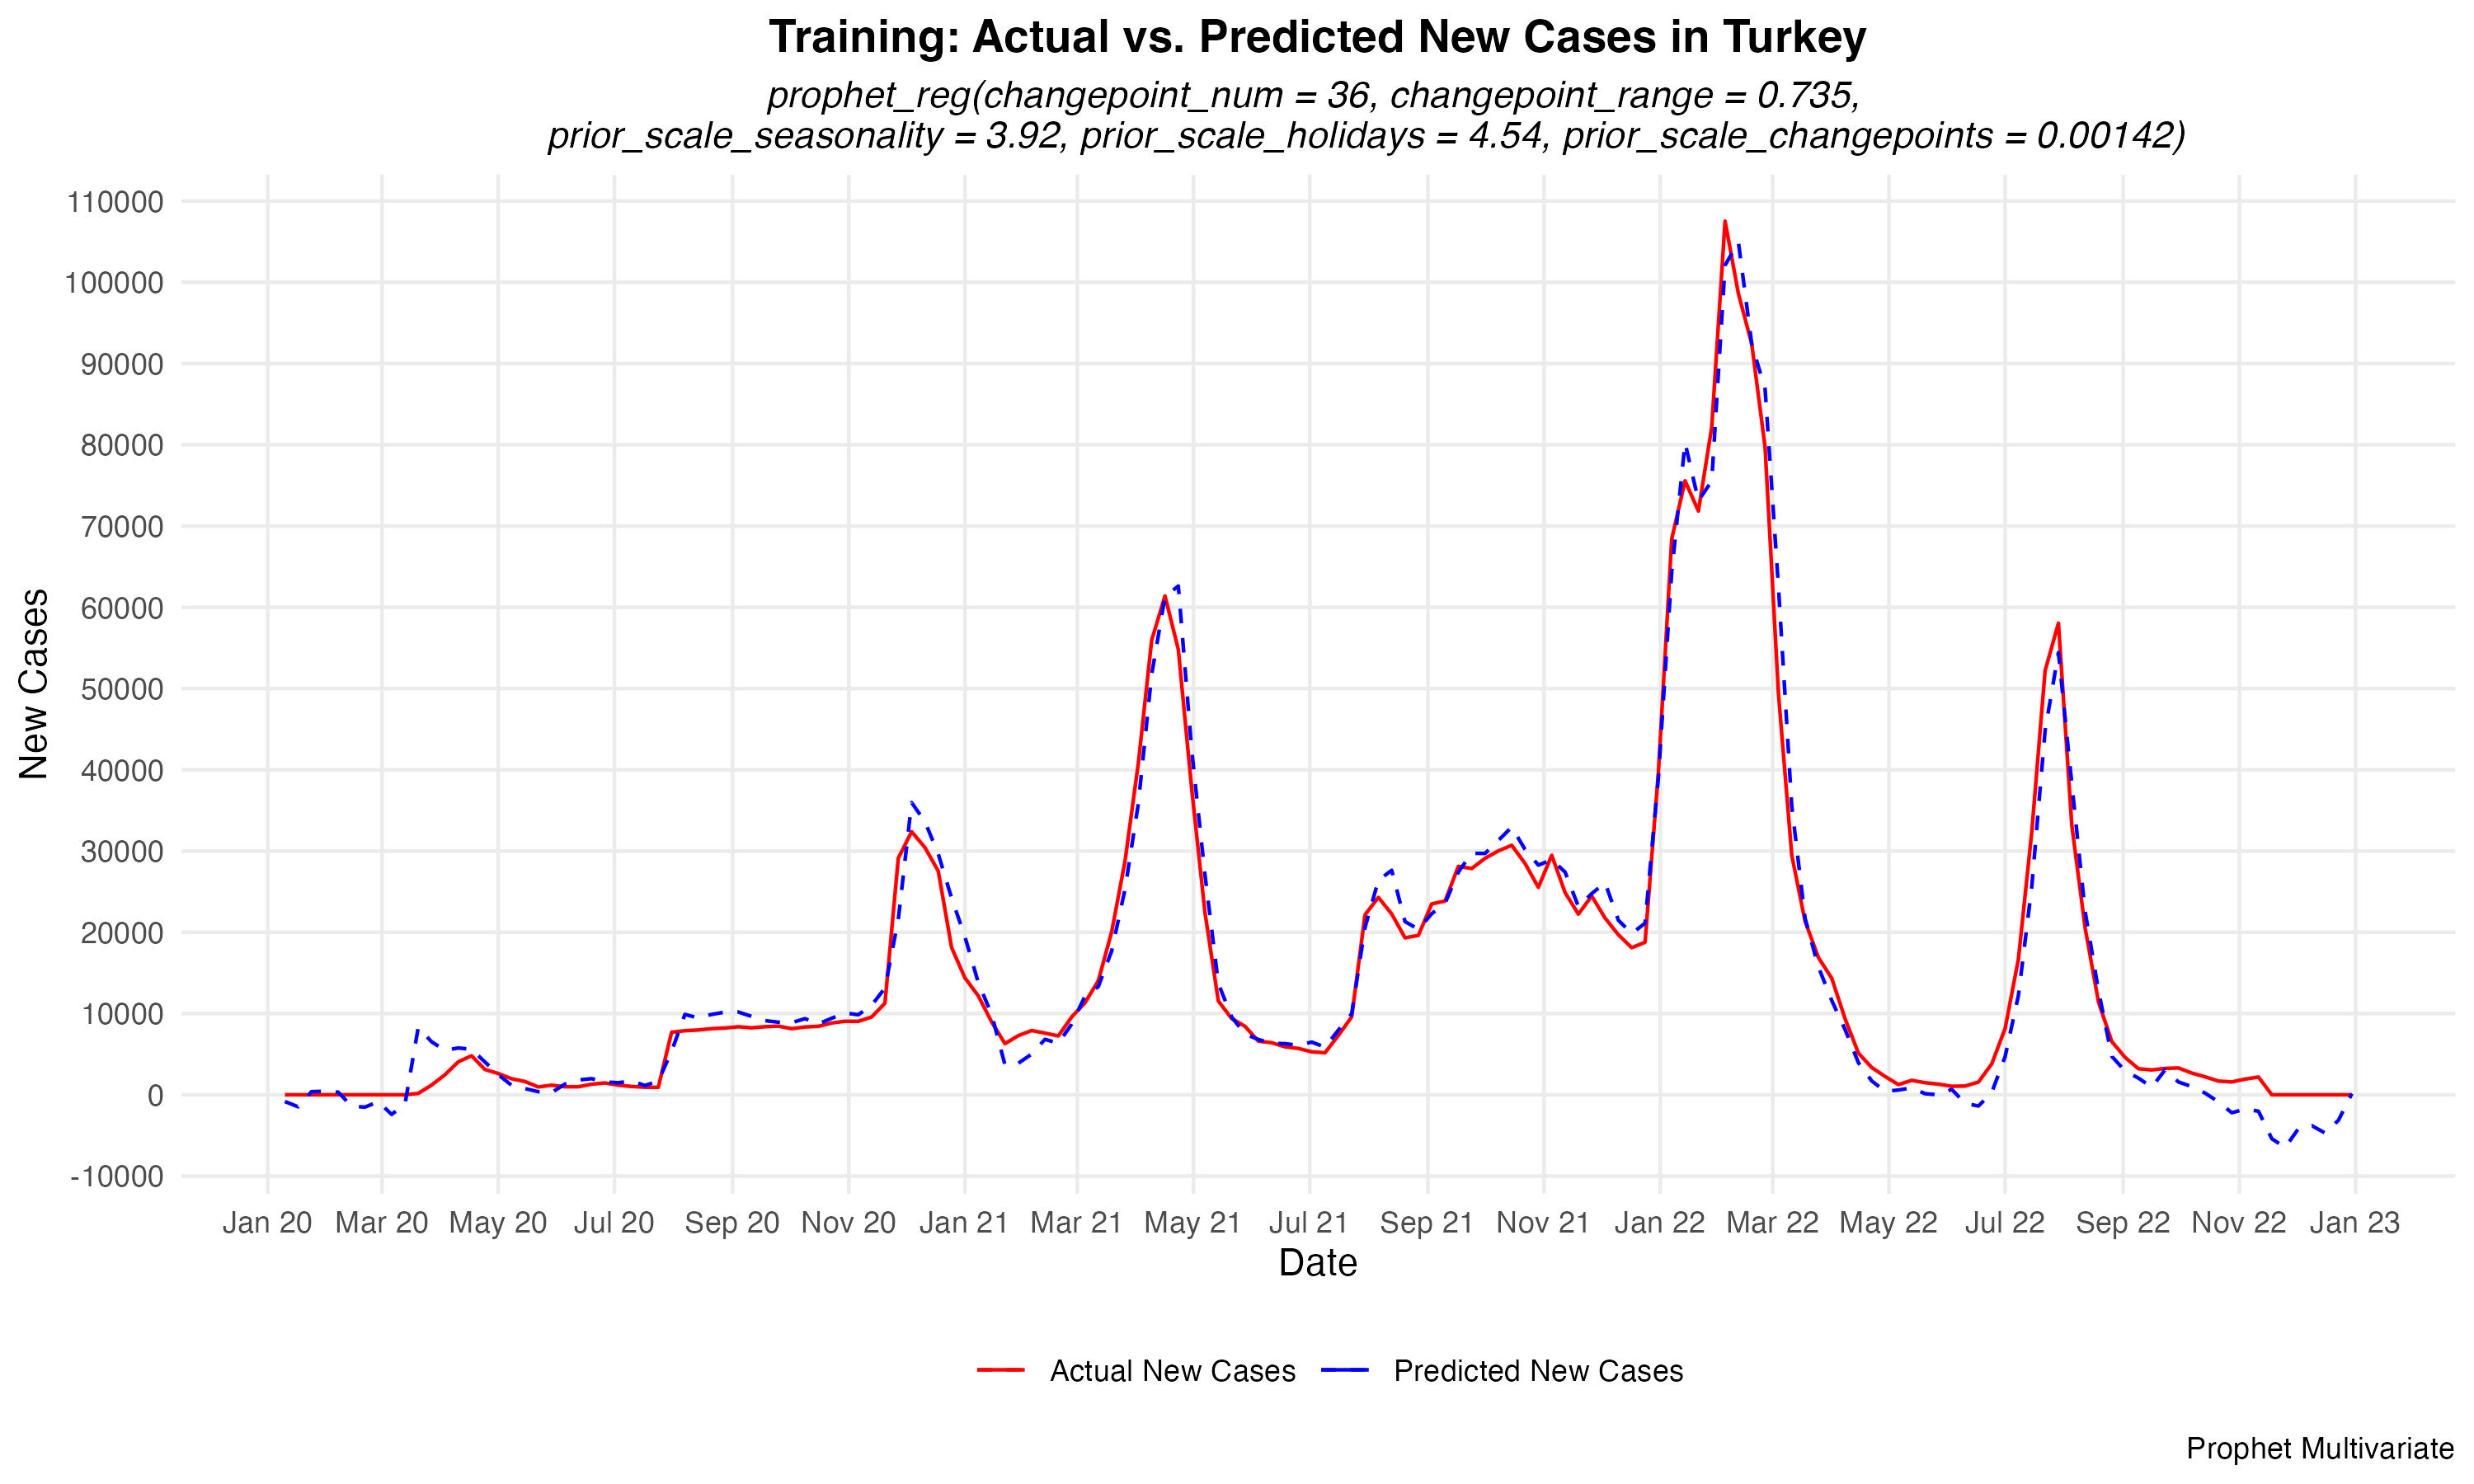 Training: Actual vs. Predicted New Cases in Turkey
prophet_reg(changepoint_num = 36, changepoint_range = 0.735,
prior_scale_seasonality = 3.92, prior_scale_holidays = 4.54, prior_scale_changepoints = 0.00142)
110000
100000
90000
80000
70000
60000
50000
40000
30000
20000
10000
0
-10000
New Cases
Jan 20 Mar 20 May 20 Jul 20 Sep 20 Nov 20 Jan 21 Mar 21 May 21 Jul 21 Sep 21 Nov 21 Jan 22 Mar 22 May 22 Jul 22 Sep 22 Nov 22 Jan 23
Date
Actual New Cases Predicted New Cases
Prophet Multivariate